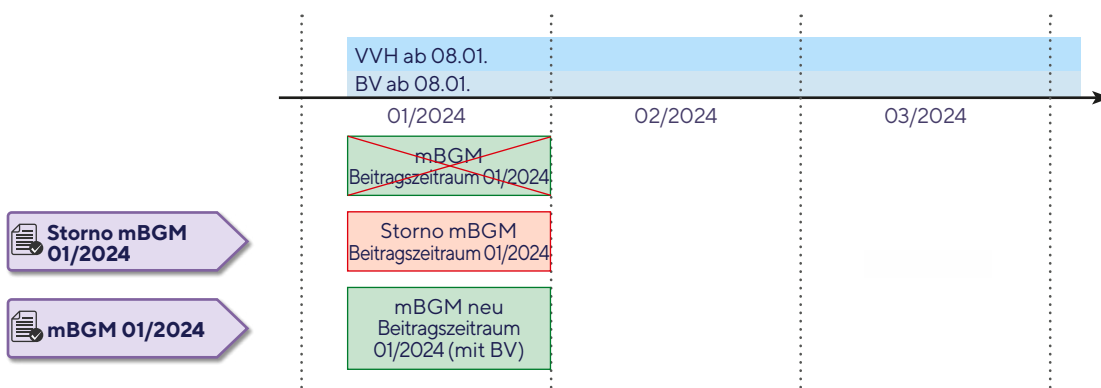 VVH ab 08.01.
BV ab 08.01.
01/2024
02/2024
03/2024
mBGM
Beitragszeitraum 01/2024
Storno mBGM
01/2024
Storno mBGM
Beitragszeitraum 01/2024
mBGM 01/2024
mBGM neu
Beitragszeitraum
01/2024 (mit BV)